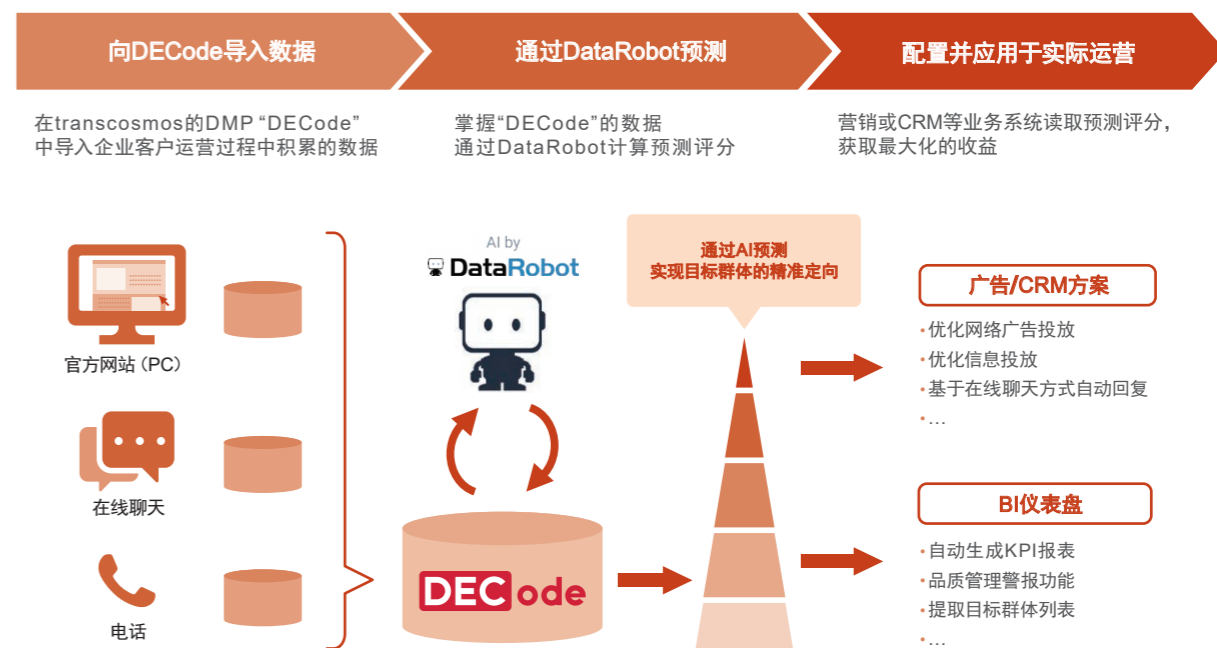 向DECode导入数据
通过DataRobot预测
配置并应用于实际运营
在transcosmos的DMP “DECode”
中导入企业客户运营过程中积累的数据
掌握“DECode”的数据
通过DataRobot计算预测评分
营销或CRM等业务系统读取预测评分，
获取最大化的收益
官方网站（PC）
在线聊天
电话
AI by
DataRobot
DECode
通过AI预测
实现目标群体的精准定向
广告/CRM方案
·优化网络广告投放
·优化信息投放
·基于在线聊天方式自动回复
·…
BI仪表盘
·自动生成KPI报表
·品质管理警报功能
·提取目标群体列表
·…